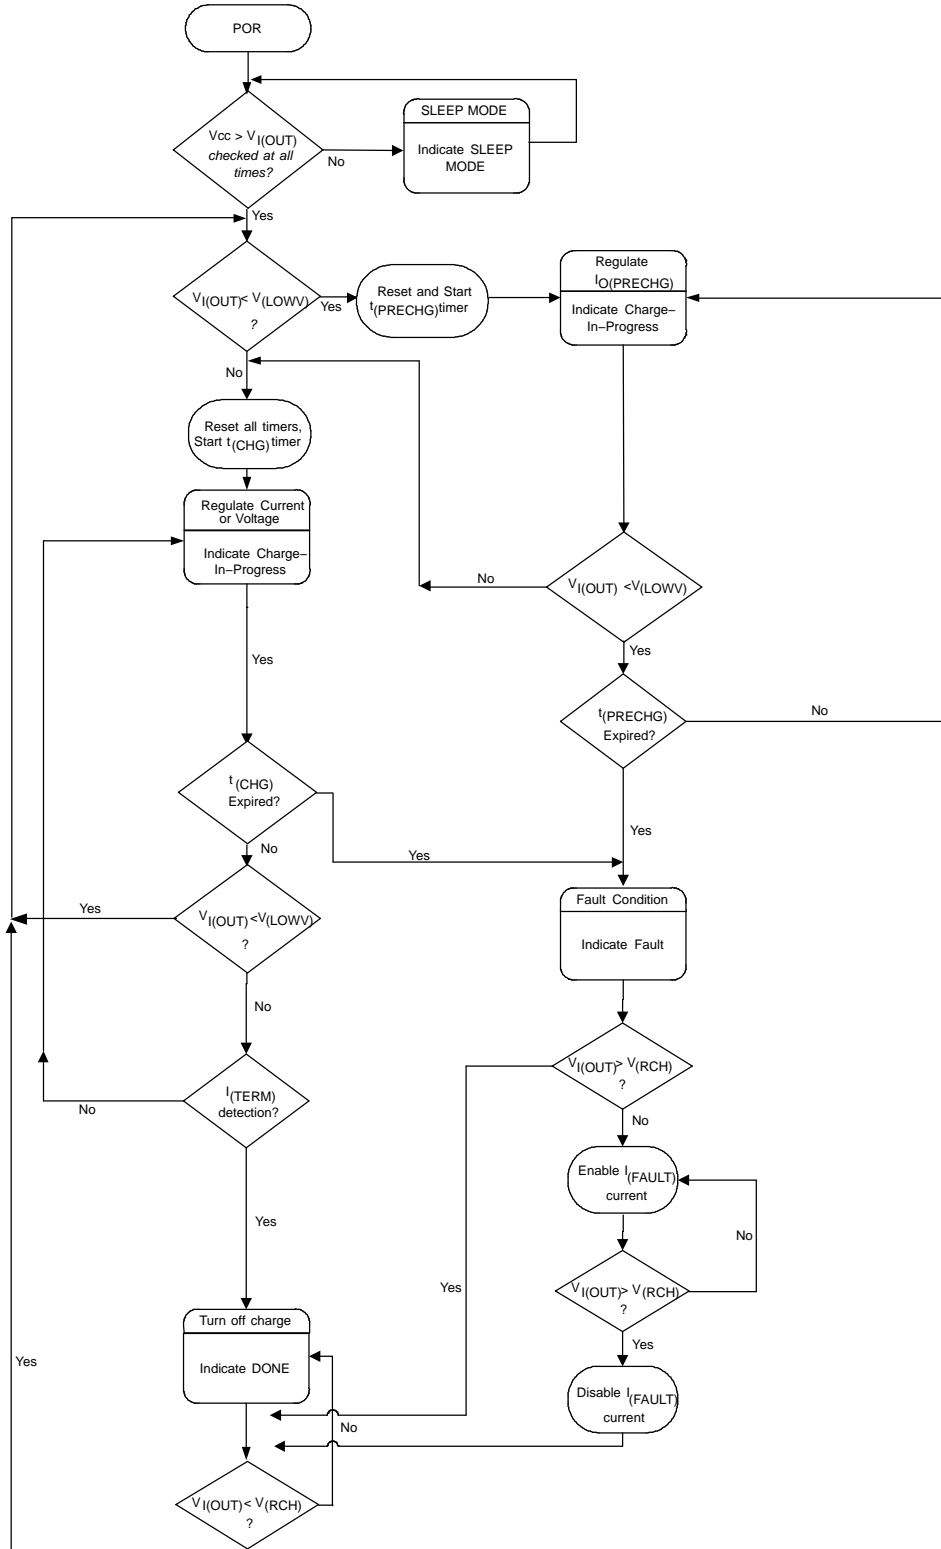 POR
Vcc > VI(OUT)
checked at all
times?
No
SLEEP MODE
Indicate SLEEP
MODE
Yes
VI(OUT)< V(LOWV)
?
Yes
Reset and Start
t(PRECHG)timer
Regulate
IO(PRECHG)
Indicate Charge–
In–Progress
No
Reset all timers,
Start t(CHG) timer
Regulate Current
or Voltage
Indicate Charge–
In–Progress
No
VI(OUT) <V(LOWV)
Yes
Yes
t(PRECHG)
Expired?
No
t(CHG)
Expired?
Yes
No
Yes
VI(OUT) <V(LOWV)
?
Yes
Fault Condition
Indicate Fault
No
VI(OUT)> V(RCH)
?
I(TERM)
detection?
No
No
Enable I(FAULT)
current
No
Yes
Yes
VI(OUT)> V(RCH)
?
Turn off charge
Indicate DONE
Yes
Yes
Disable I(FAULT)
current
No
VI(OUT)< V(RCH)
?